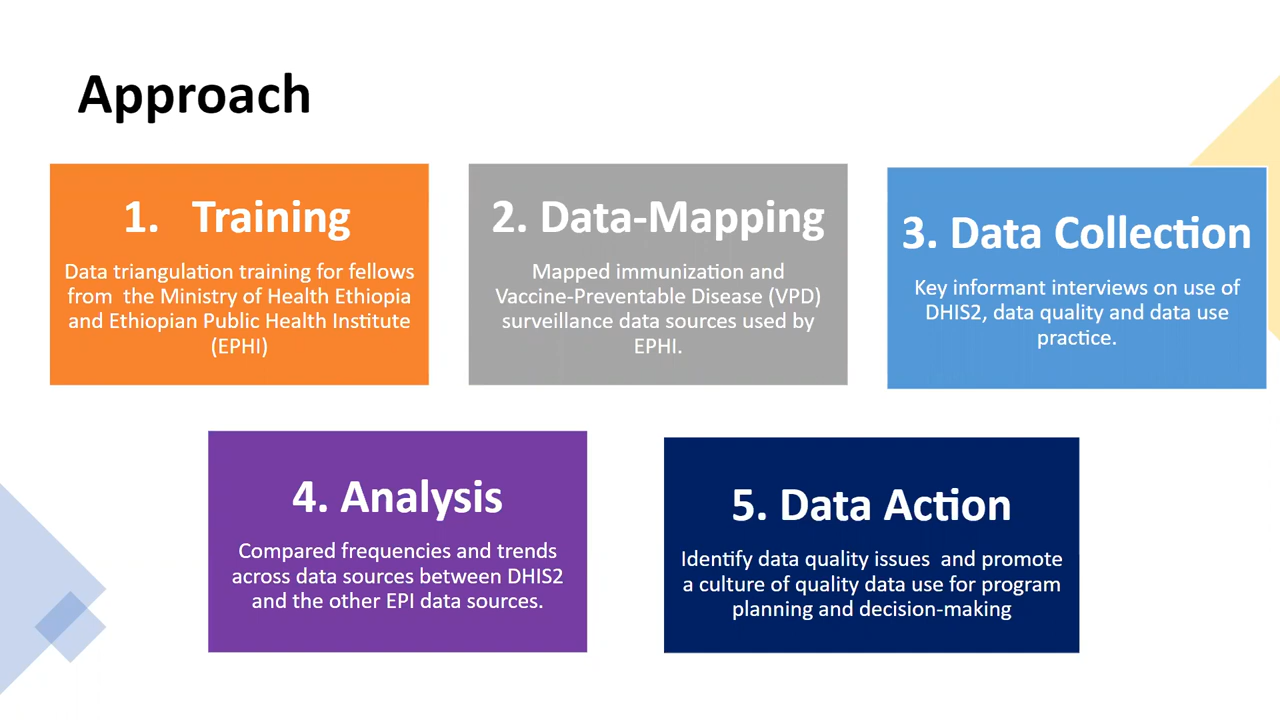 Approach
1. Training
Data triangulation training for fellows
from the Ministry of Health Ethiopia
and Ethiopian Public Health Institute
(EPHI)
2. Data-Mapping
Mapped immunization and
Vaccine-Preventable Disease (VPD)
surveillance data sources used by
EPHI.
3. Data Collection
Key informant interviews on use of
DHIS2, data quality and data use
practice.
4. Analysis
Compared frequencies and trends
across data sources between DHIS2
and the other EPI data sources.
5. Data Action
Identify data quality issues and promote
a culture of quality data use for program
planning and decision-making